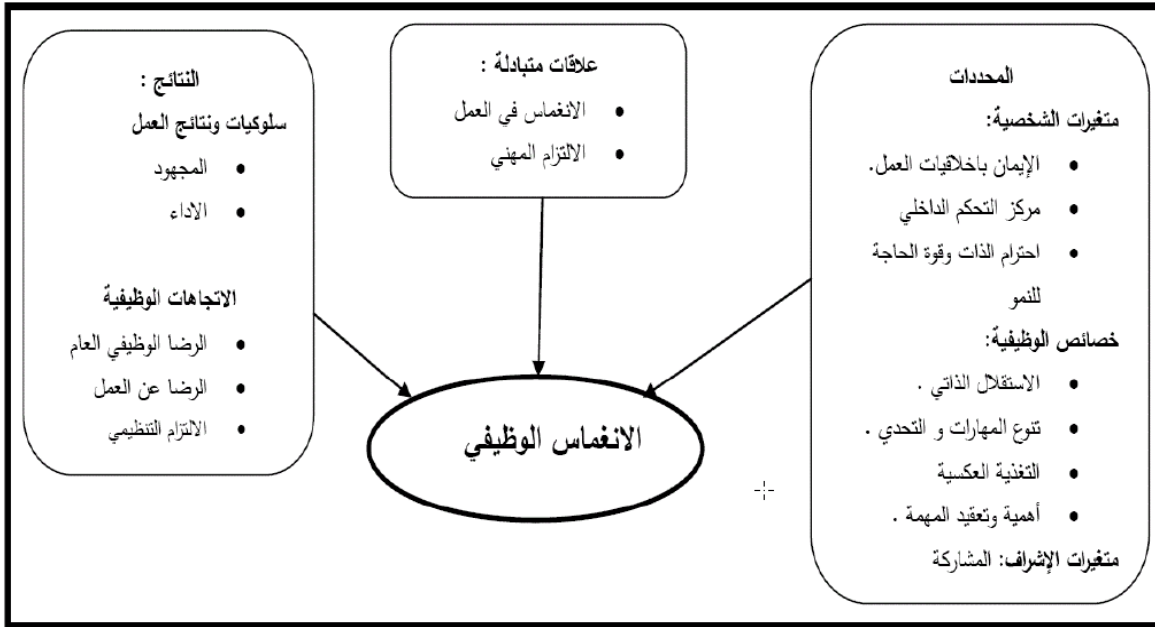 المحددات
متغيرات الشخصية:
الإيمان باخلاقيات العمل.
مركز التحكم الداخلي
احترام الذات وقوة الحاجة
للنمو
خصائص الوظيفية:
الاستقلال الذاتي .
تنوع المهارات و التحدي .
التغذية العكسية
أهمية وتعقيد المهمة .
متغيرات الإشراف: المشاركة
علاقات متبادلة :
الانغماس في العمل
الالتزام المهني
النتائج :
سلوكيات ونتائج العمل
المجهود
الاداء
الاتجاهات الوظيفية
الرضا الوظيفي العام
الرضا عن العمل
الالتزام التنظيمي
الانغماس الوظيفي